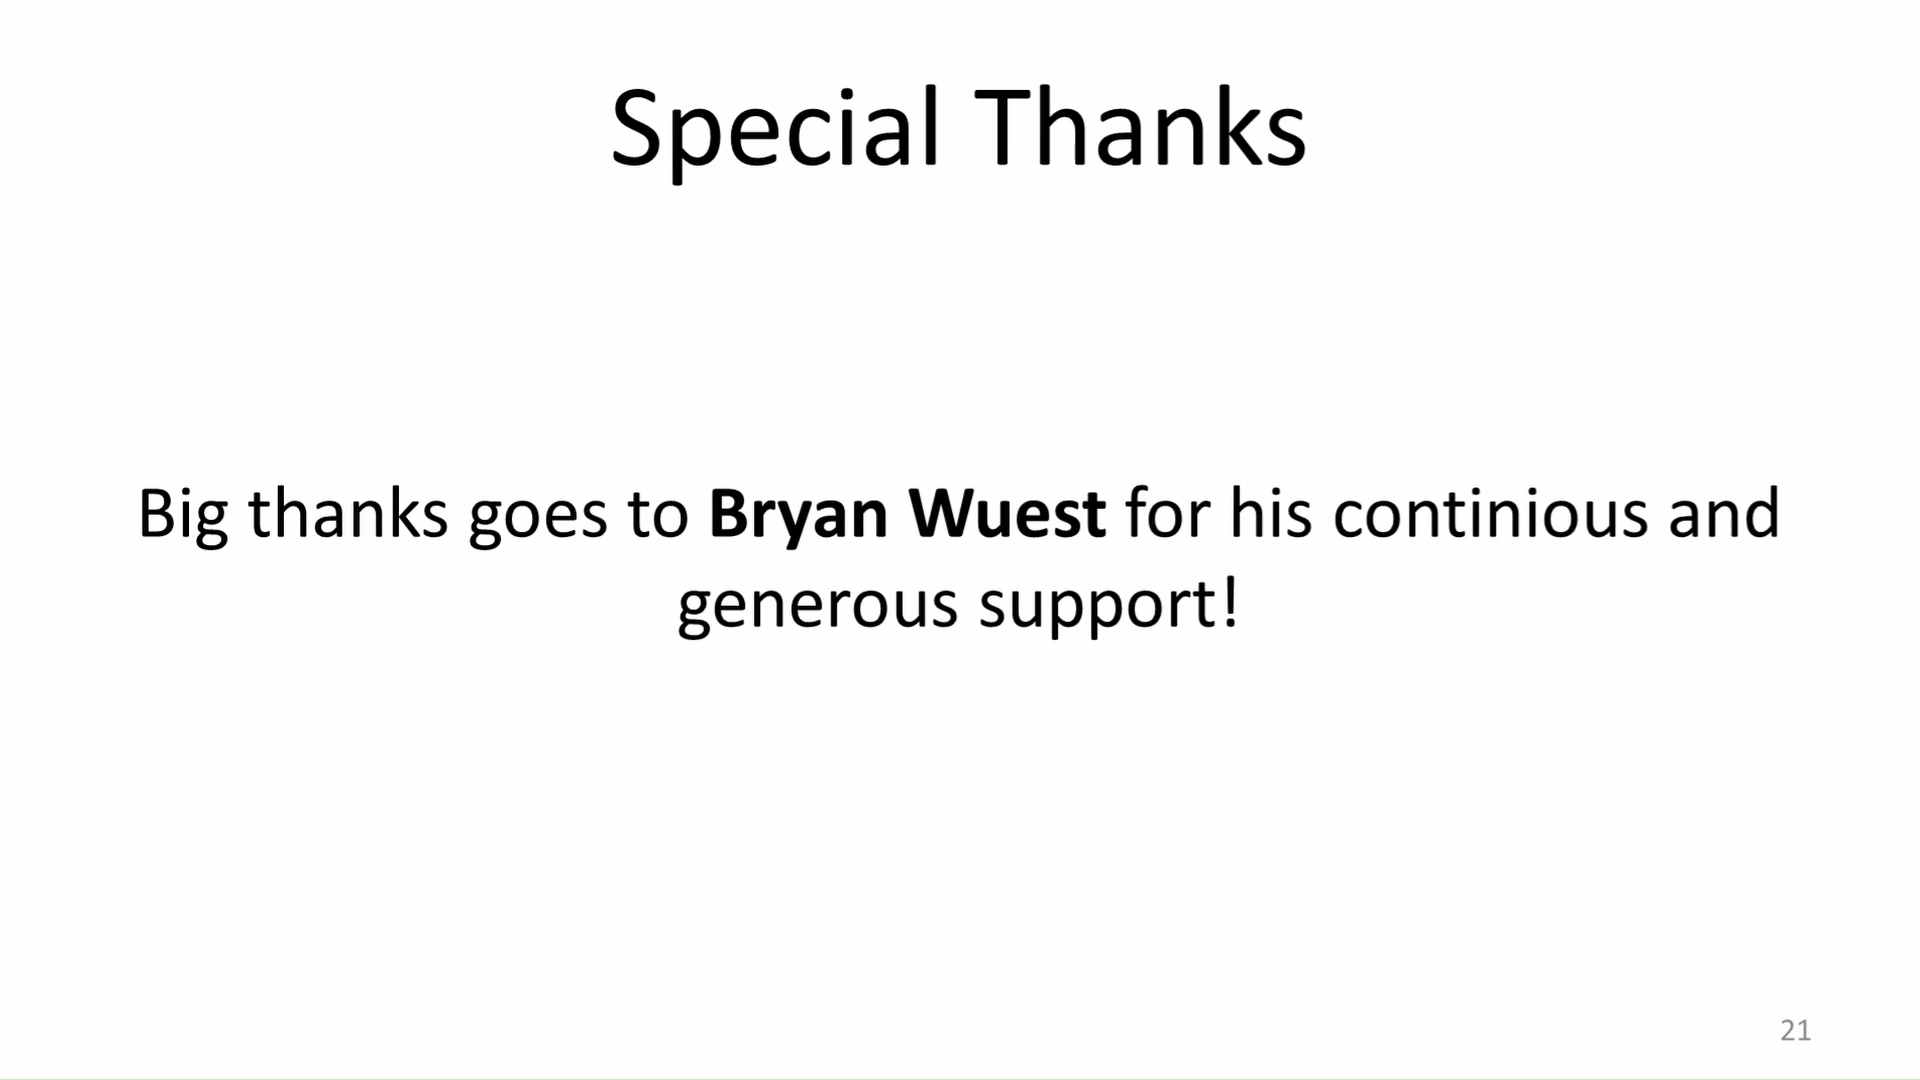 Special Thanks
Big thanks goes to Bryan Wuest for his continious and
generous support!
21